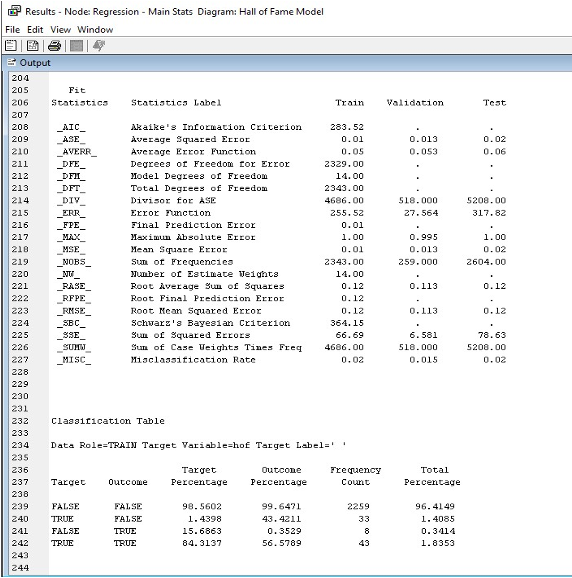 Results - Node: Regression - Main Stats Diagram: Hall of Fame Model
File Edit View Window
Output
204
205 Fit
206 Statistics Statistics Label Train Validation Test
207
208 _AIC_ Akaike's Information Criterion 283.52 . .
209 _ASE_ Average Squared Error 0.01 0.013 0.02
210 _AVERR_ Average Error Function 0.05 0.053 0.06
211 _DFE_ Degrees of Freedom for Error 2329.00 . .
212 _DFM_ Model Degrees of Freedom 14.00 . .
213 _DFT_ Total Degrees of Freedom 2343.00 . .
214 _DIV_ Divisor for ASE 4686.00 518.000 5208.00
215 _ERR_ Error Function 255.52 27.564 317.82
216 _FPE_ Final Prediction Error 0.01 . .
217 _MAX_ Maximum Absolute Error 1.00 0.995 1.00
218 _MSE_ Mean Square Error 0.01 0.013 0.02
219 _NOBS_ Sum of Frequencies 2343.00 259.000 2604.00
220 _NW_ Number of Estimate Weights 14.00 . .
221 _RASE_ Root Average Sum of Squares 0.12 0.113 0.12
222 _RFPE_ Root Final Prediction Error 0.12 . .
223 _RMSE_ Root Mean Squared Error 0.12 0.113 0.12
224 _SBC_ Schwarz's Bayesian Criterion 364.15 . .
225 _SSE_ Sum of Squared Errors 66.69 6.581 78.63
226 _SUMW_ Sum of Case Weights Times Freq 4686.00 518.000 5208.00
227 _MISC_ Misclassification Rate 0.02 0.015 0.02
228
229
230
231
232 Classification Table
233
234 Data Role=TRAIN Target Variable=hof Target Label=' '
235
236 Target Outcome Frequency Total
237 Target Outcome Percentage Percentage Count Percentage
238
239 FALSE FALSE 98.5602 99.6471 2259 96.4149
240 TRUE FALSE 1.4398 43.4211 33 1.4085
241 FALSE TRUE 15.6863 0.3529 8 0.3414
242 TRUE TRUE 84.3137 56.5789 43 1.8353
243
244